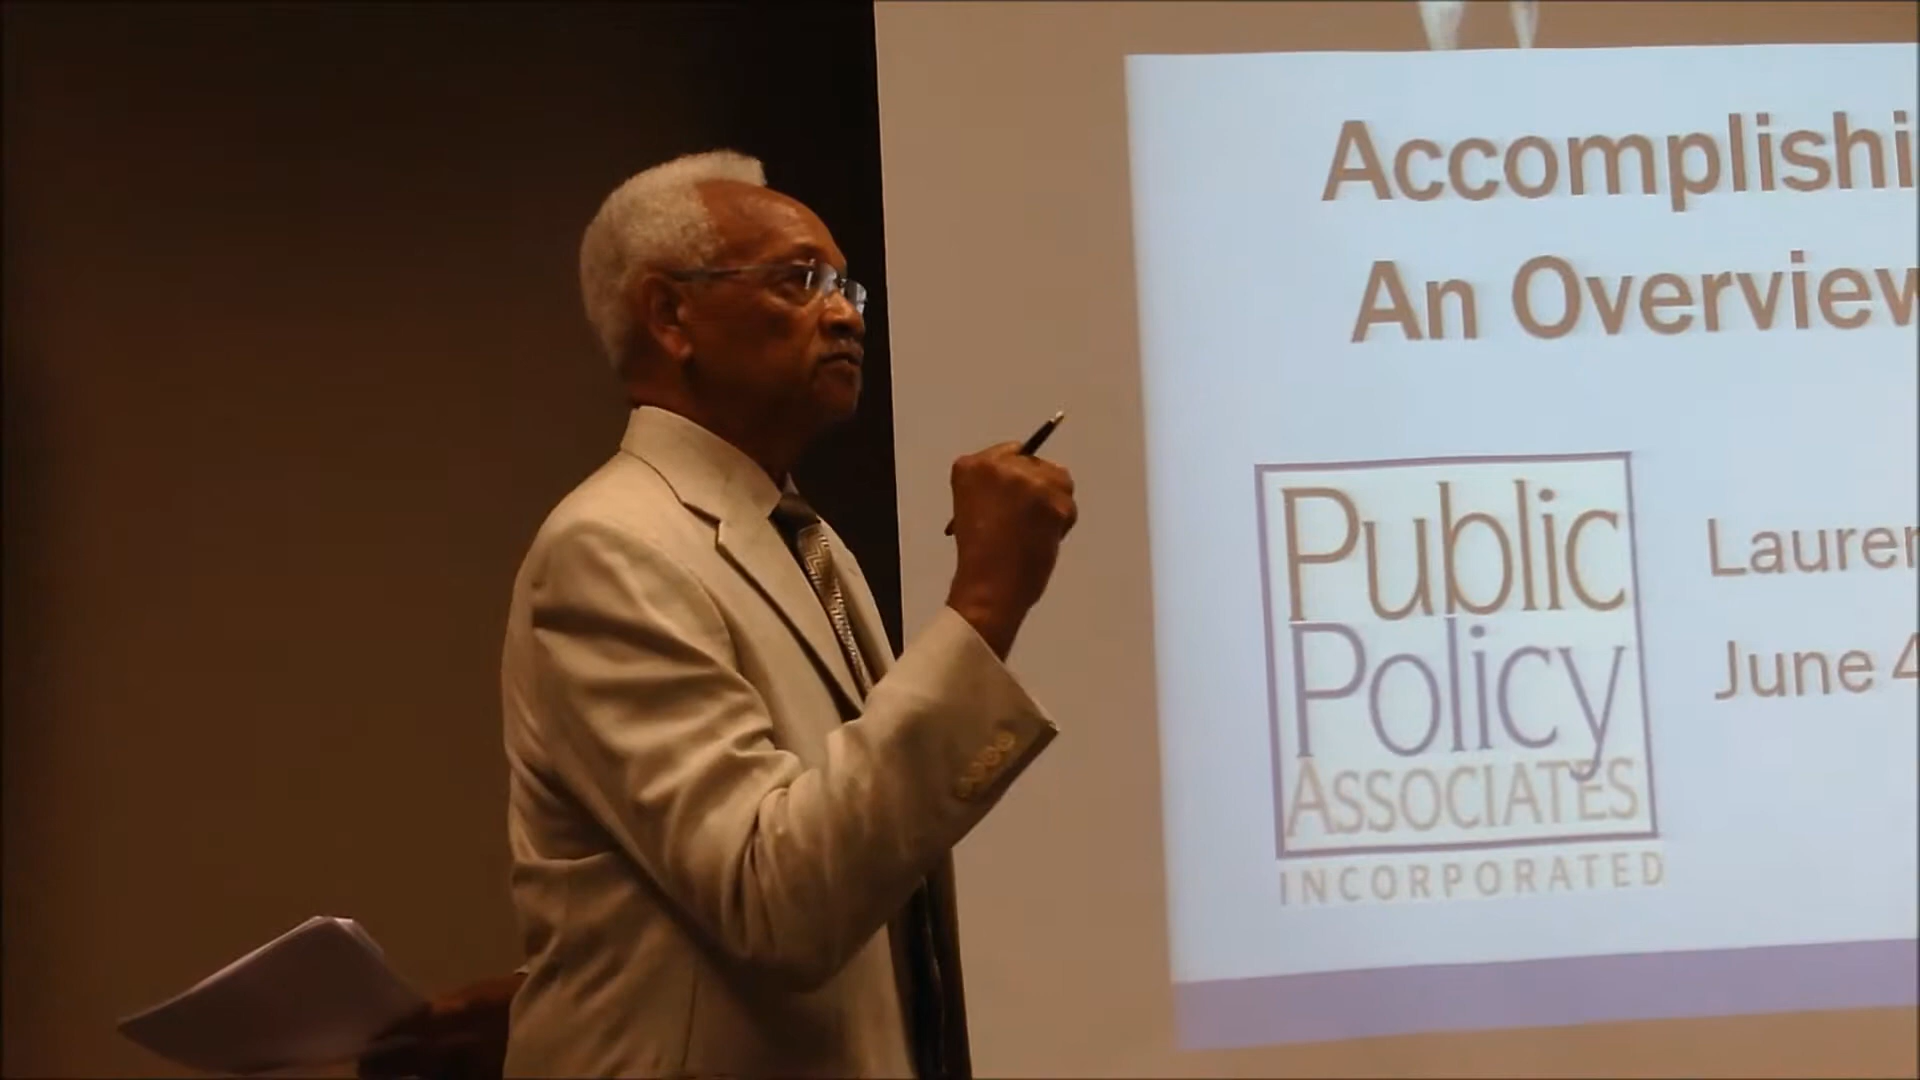 Accomplishi
An Overview
Public
Policy
ASSOCIATES
INCORPORATED
Lauren
June 4